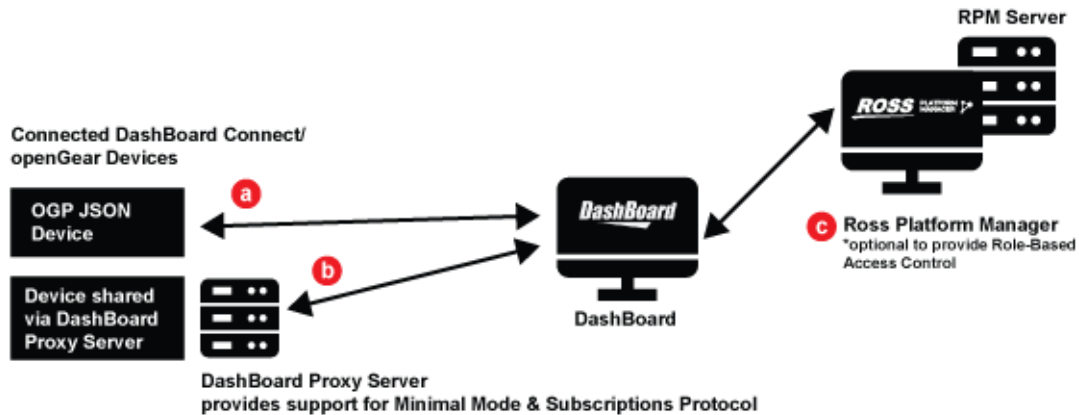 RPM Server
ROSS PLATFORM MANAGER
Connected DashBoard Connect/
openGear Devices
a
OGP JSON
Device
DashBoard
c Ross Platform Manager
*optional to provide Role-Based
Access Control
b
Device shared
via DashBoard
Proxy Server
DashBoard
DashBoard Proxy Server
provides support for Minimal Mode & Subscriptions Protocol